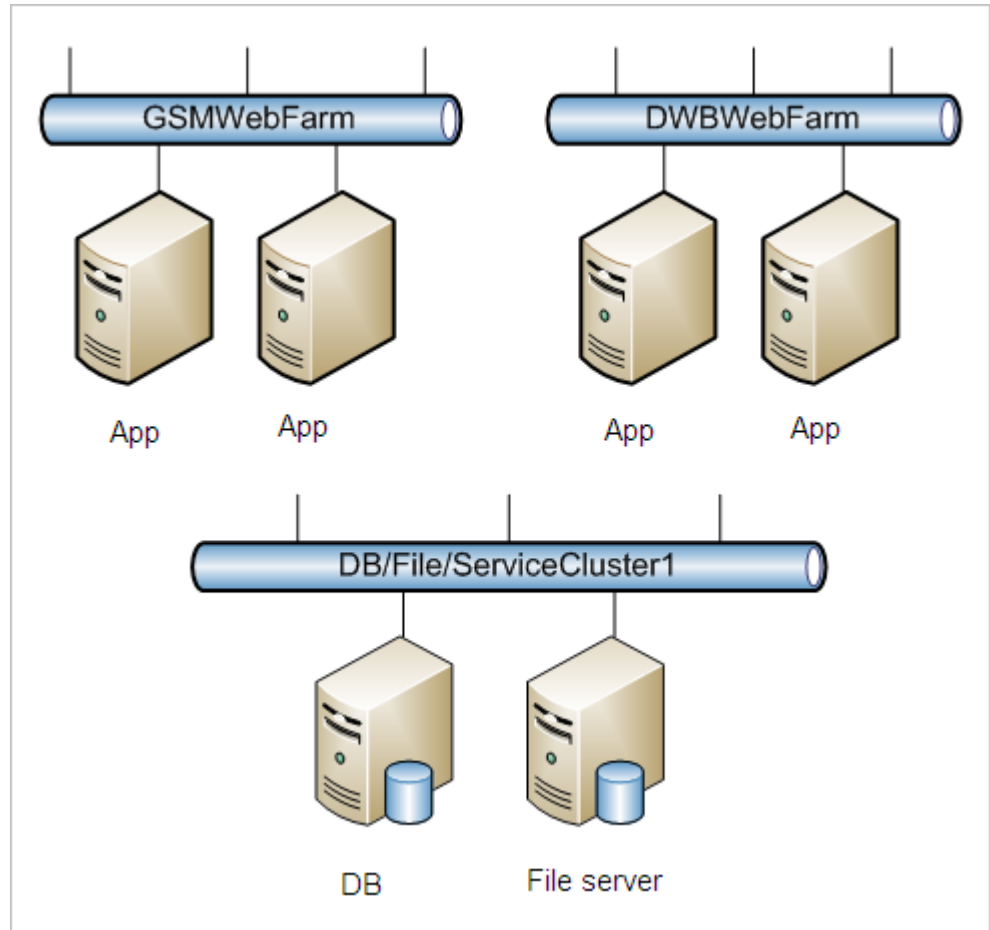 GSMWebFarm
DWBWebFarm
App
App
App
App
DB/File/ServiceCluster1
DB
File server